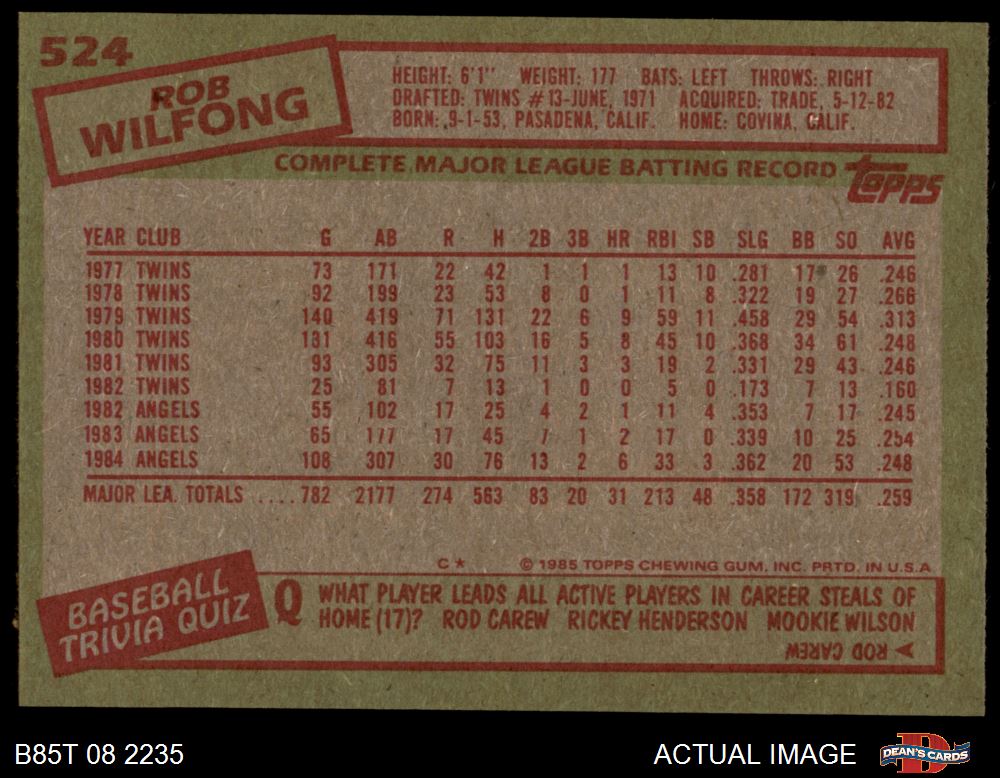 524
ROB
WILFONG
HEIGHT: 6'1" WEIGHT: 177 BATS: LEFT THROWS: RIGHT
DRAFTED: TWINS #13-JUNE, 1971 ACQUIRED: TRADE, 5-12-82
BORN: 9-1-53, PASADENA, CALIF. HOME: COVINA, CALIF.
COMPLETE MAJOR LEAGUE BATTING RECORD topps
YEAR CLUB G AB R H 2B 3B HR RBI SB SLG BB SO AVG
1977 TWINS 73 171 22 42 1 1 1 13 10 .281 17 26 .246
1978 TWINS 92 199 23 53 8 0 1 11 8 .322 19 27 .266
1979 TWINS 140 419 71 131 22 6 9 59 11 .458 29 54 .313
1980 TWINS 131 416 55 103 16 5 8 45 10 .368 34 61 .248
1981 TWINS 93 305 32 75 11 3 3 19 2 .331 29 43 .246
1982 TWINS 25 81 7 13 1 0 0 5 0 .173 7 13 .160
1982 ANGELS 55 102 17 25 4 2 1 11 4 .353 7 17 .245
1983 ANGELS 65 177 17 45 7 1 2 17 0 .339 10 25 .254
1984 ANGELS 108 307 30 76 13 2 6 33 3 .362 20 53 .248
MAJOR LEA. TOTALS ....782 2177 274 563 83 20 31 213 48 .358 172 319 .259
C* © 1985 TOPPS CHEWING GUM, INC. PRTD. IN U.S.A.
BASEBALL
TRIVIA QUIZ
Q WHAT PLAYER LEADS ALL ACTIVE PLAYERS IN CAREER STEALS OF
HOME (17)? ROD CAREW RICKEY HENDERSON MOOKIE WILSON
A ROD CAREW
B85T 08 2235
ACTUAL IMAGE
D
DEAN'S CARDS